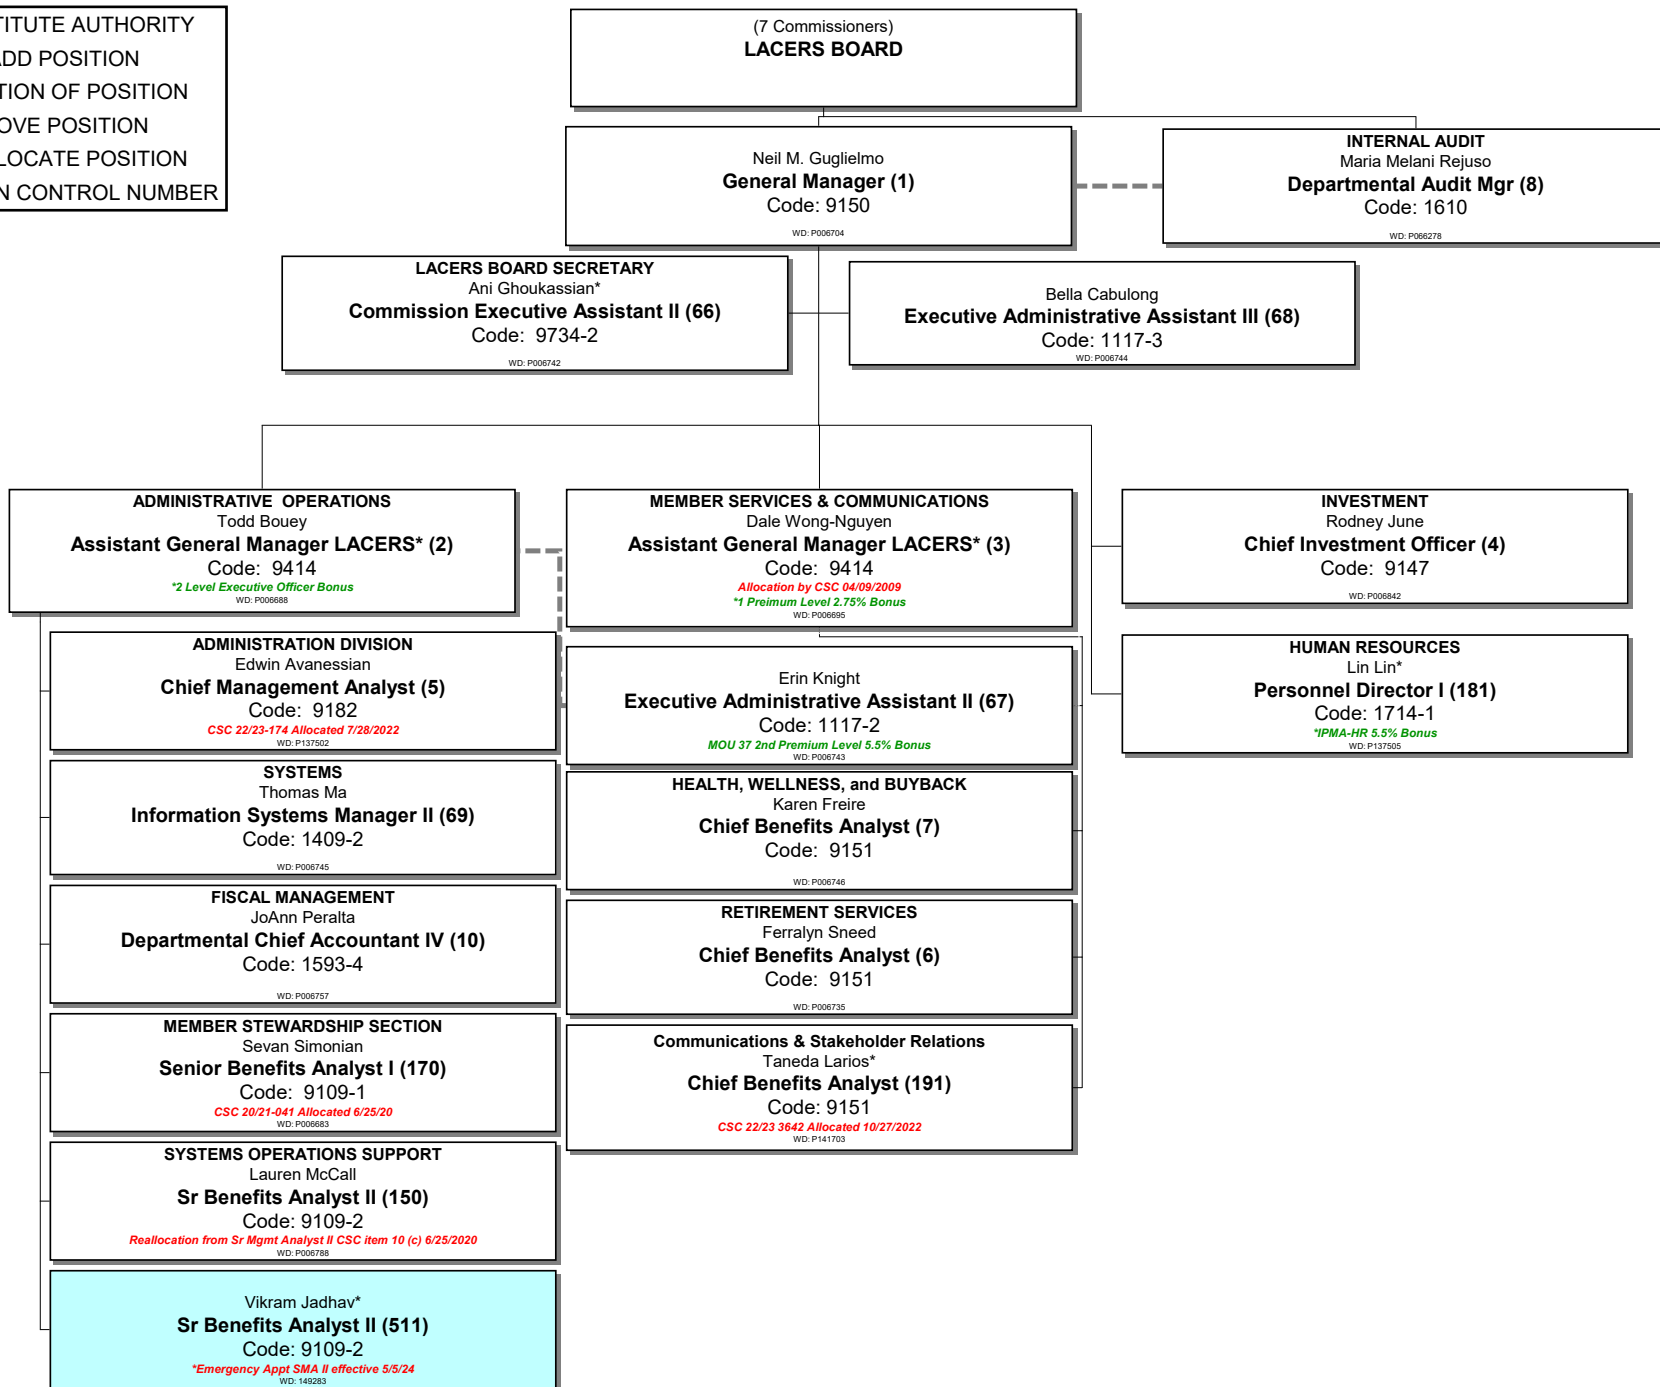 TITUTE AUTHORITY
ADD POSITION
TION OF POSITION
OVE POSITION
LOCATE POSITION
N CONTROL NUMBER
(7 Commissioners)
LACERS BOARD
Neil M. Guglielmo
General Manager (1)
Code: 9150
WD: P006704
INTERNAL AUDIT
Maria Melani Rejuso
Departmental Audit Mgr (8)
Code: 1610
WD: P066278
LACERS BOARD SECRETARY
Ani Ghoukassian*
Commission Executive Assistant II (66)
Code: 9734-2
WD: P006742
Bella Cabulong
Executive Administrative Assistant III (68)
Code: 1117-3
WD: P006744
ADMINISTRATIVE OPERATIONS
Todd Bouey
Assistant General Manager LACERS* (2)
Code: 9414
*2 Level Executive Officer Bonus
WD: P006688
MEMBER SERVICES & COMMUNICATIONS
Dale Wong-Nguyen
Assistant General Manager LACERS* (3)
Code: 9414
Allocation by CSC 04/09/2009
*1 Preimum Level 2.75% Bonus
WD: P006695
INVESTMENT
Rodney June
Chief Investment Officer (4)
Code: 9147
WD: P006842
ADMINISTRATION DIVISION
Edwin Avanessian
Chief Management Analyst (5)
Code: 9182
CSC 22/23-174 Allocated 7/28/2022
WD: P137502
Erin Knight
Executive Administrative Assistant II (67)
Code: 1117-2
MOU 37 2nd Premium Level 5.5% Bonus
WD: P006743
HUMAN RESOURCES
Lin Lin*
Personnel Director I (181)
Code: 1714-1
*IPMA-HR 5.5% Bonus
WD: P137505
SYSTEMS
Thomas Ma
Information Systems Manager II (69)
Code: 1409-2
WD: P006745
HEALTH, WELLNESS, and BUYBACK
Karen Freire
Chief Benefits Analyst (7)
Code: 9151
WD: P006746
FISCAL MANAGEMENT
JoAnn Peralta
Departmental Chief Accountant IV (10)
Code: 1593-4
WD: P006757
RETIREMENT SERVICES
Ferralyn Sneed
Chief Benefits Analyst (6)
Code: 9151
WD: P006735
MEMBER STEWARDSHIP SECTION
Sevan Simonian
Senior Benefits Analyst I (170)
Code: 9109-1
CSC 20/21-041 Allocated 6/25/20
WD: P006683
Communications & Stakeholder Relations
Taneda Larios*
Chief Benefits Analyst (191)
Code: 9151
CSC 22/23 3642 Allocated 10/27/2022
WD: P141703
SYSTEMS OPERATIONS SUPPORT
Lauren McCall
Sr Benefits Analyst II (150)
Code: 9109-2
Reallocation from Sr Mgmt Analyst II CSC item 10 (c) 6/25/2020
WD: P006788
Vikram Jadhav*
Sr Benefits Analyst II (511)
Code: 9109-2
*Emergency Appt SMA II effective 5/5/24
WD: 149283